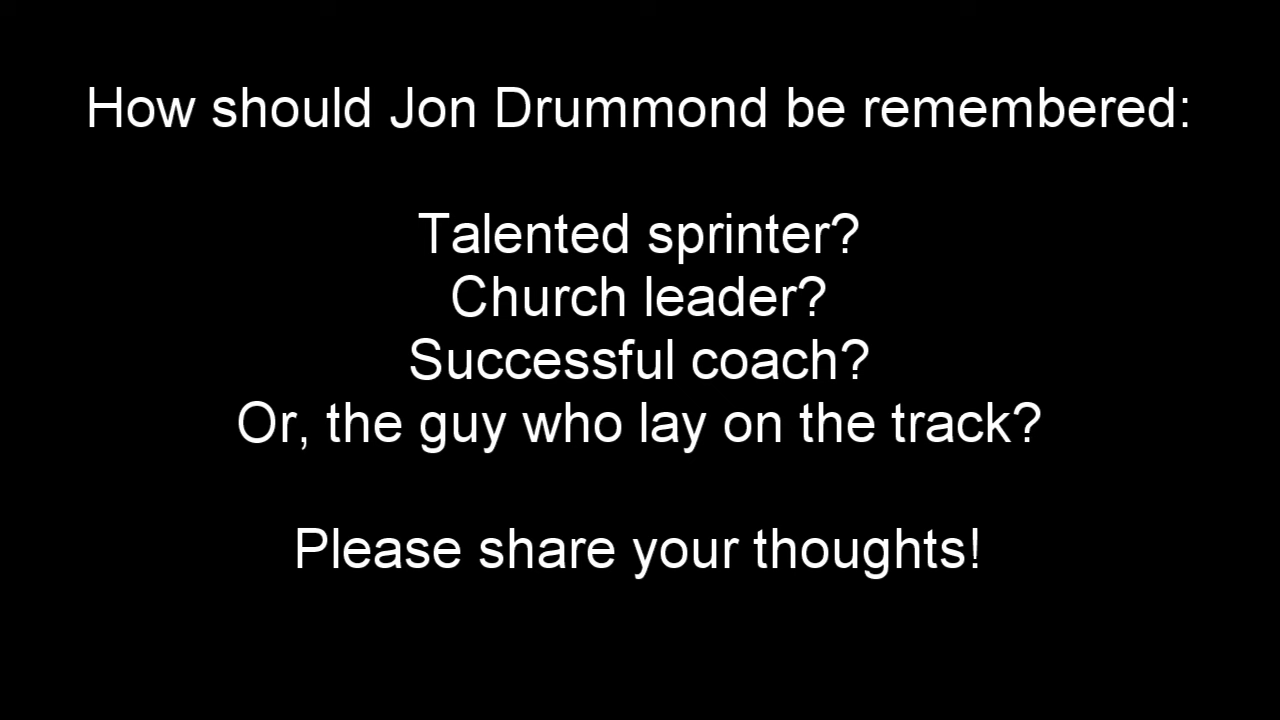 How should Jon Drummond be remembered:
Talented sprinter?
Church leader?
Successful coach?
Or, the guy who lay on the track?
Please share your thoughts!